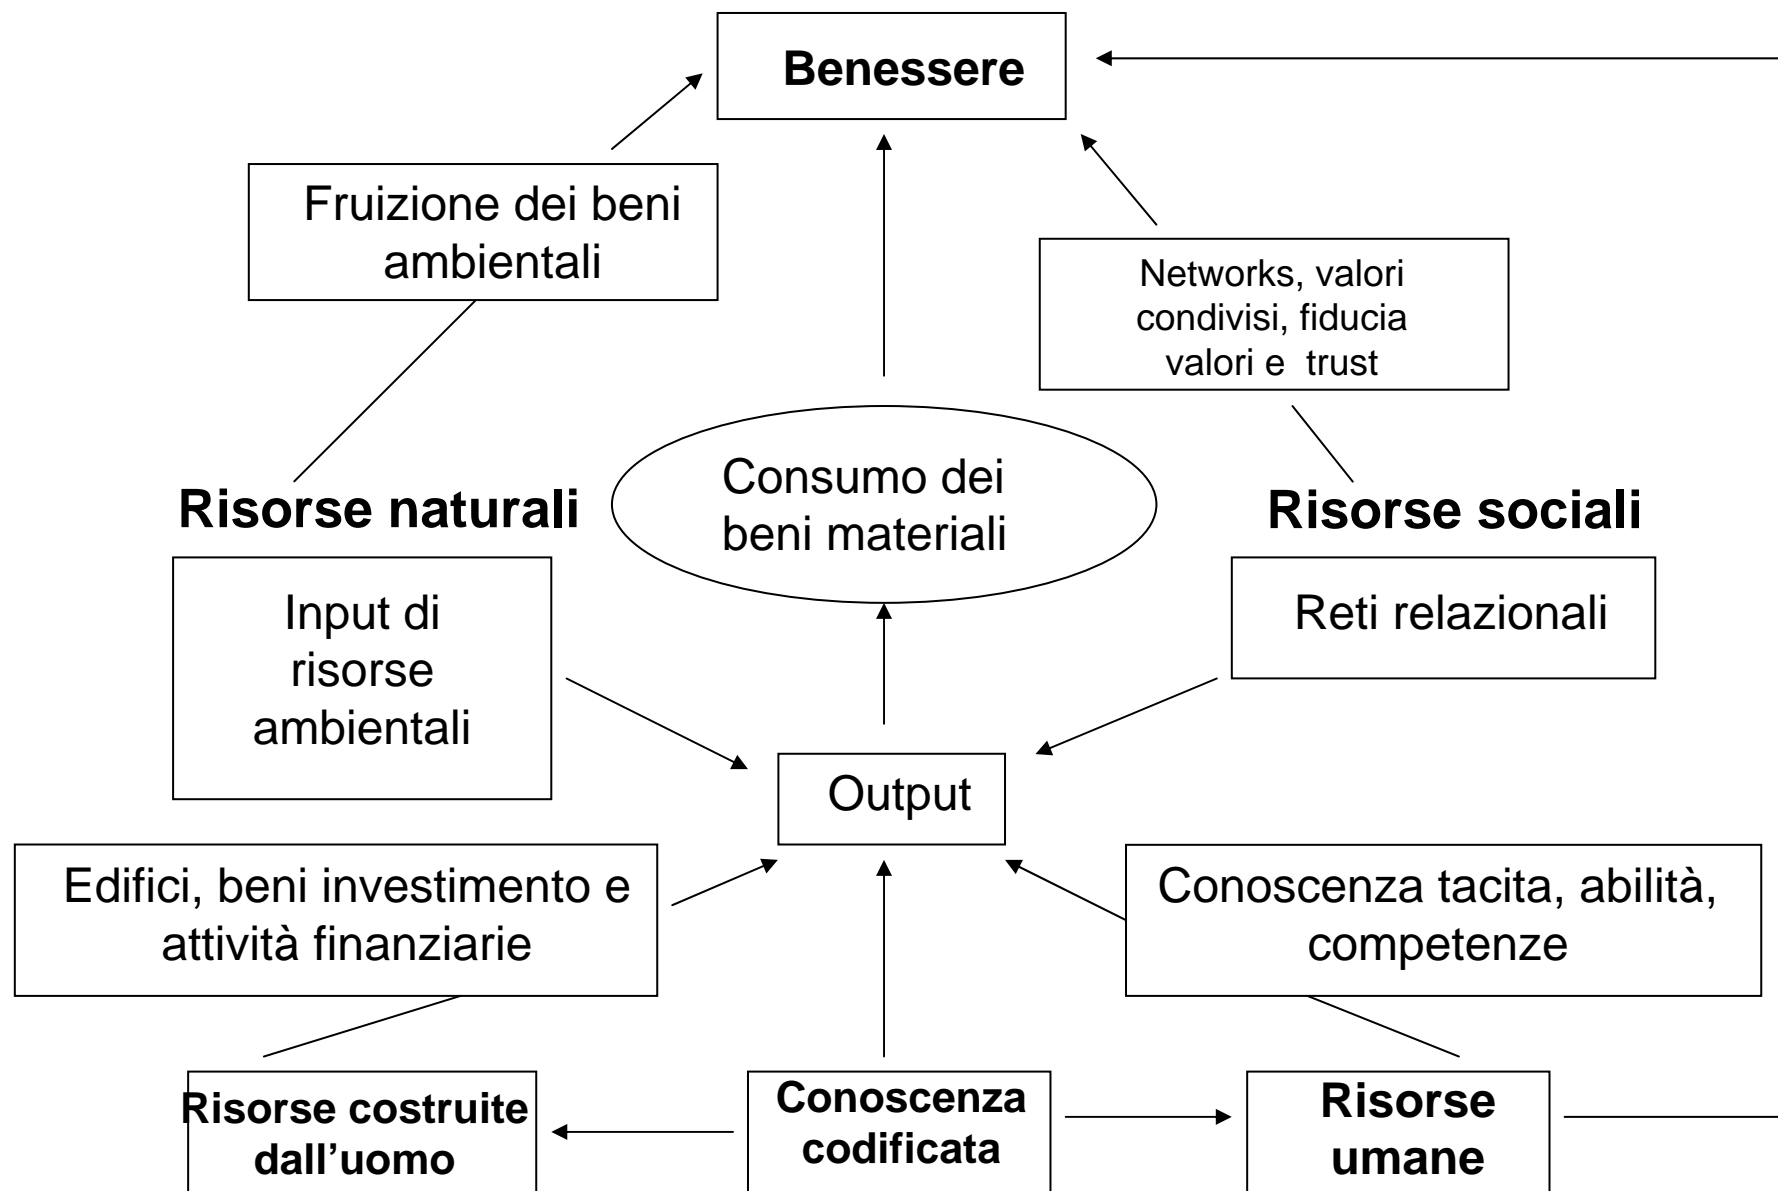 Benessere
Fruizione dei beni
ambientali
Networks, valori
condivisi, fiducia
valori e trust
Consumo dei
beni materiali
Risorse naturali
Risorse sociali
Input di
risorse
ambientali
Reti relazionali
Output
Edifici, beni investimento e
attività finanziarie
Conoscenza tacita, abilità,
competenze
Risorse costruite
dall’uomo
Conoscenza
codificata
Risorse
umane